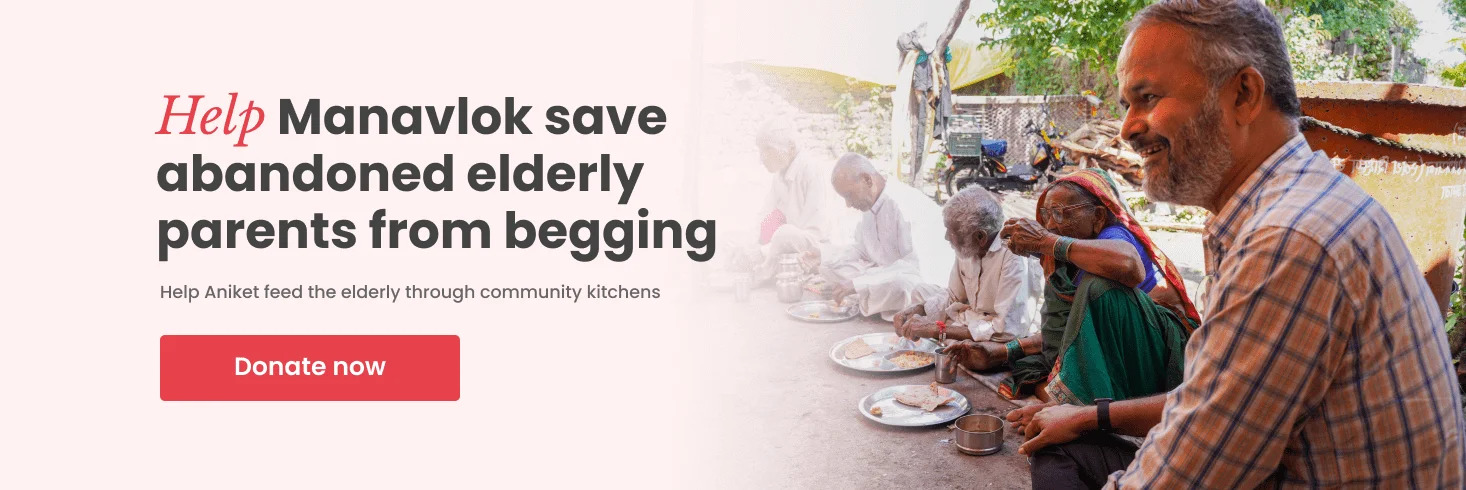 Help Manavlok save
abandoned elderly
parents from begging
Help Aniket feed the elderly through community kitchens
Donate now